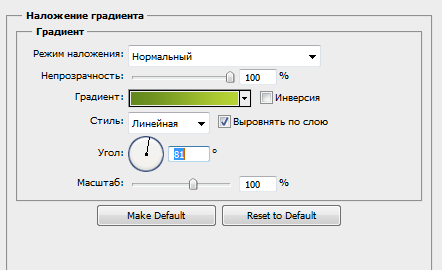 Наложение градиента
Градиент
Режим наложения: Нормальный
Непрозрачность: 100 %
Градиент: Инверсия
Стиль: Линейная Выровнять по слою
Угол: 81 °
Масштаб: 100 %
Make Default Reset to Default